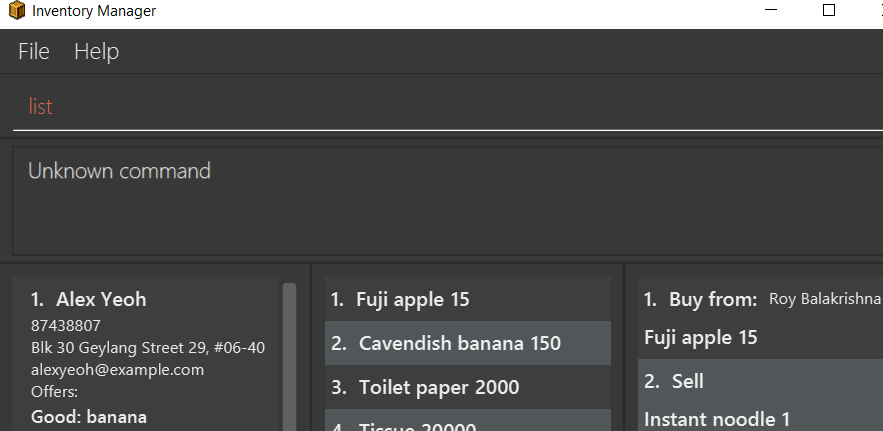 Inventory Manager
File Help
list
Unknown command
1. Alex Yeoh
87438807
Blk 30 Geylang Street 29, #06-40
alexyeoh@example.com
Offers:
Good: banana
1. Fuji apple 15
2. Cavendish banana 150
3. Toilet paper 2000
4. Tissue 20000
1. Buy from: Roy Balakrishna
Fuji apple 15
2. Sell
Instant noodle 1